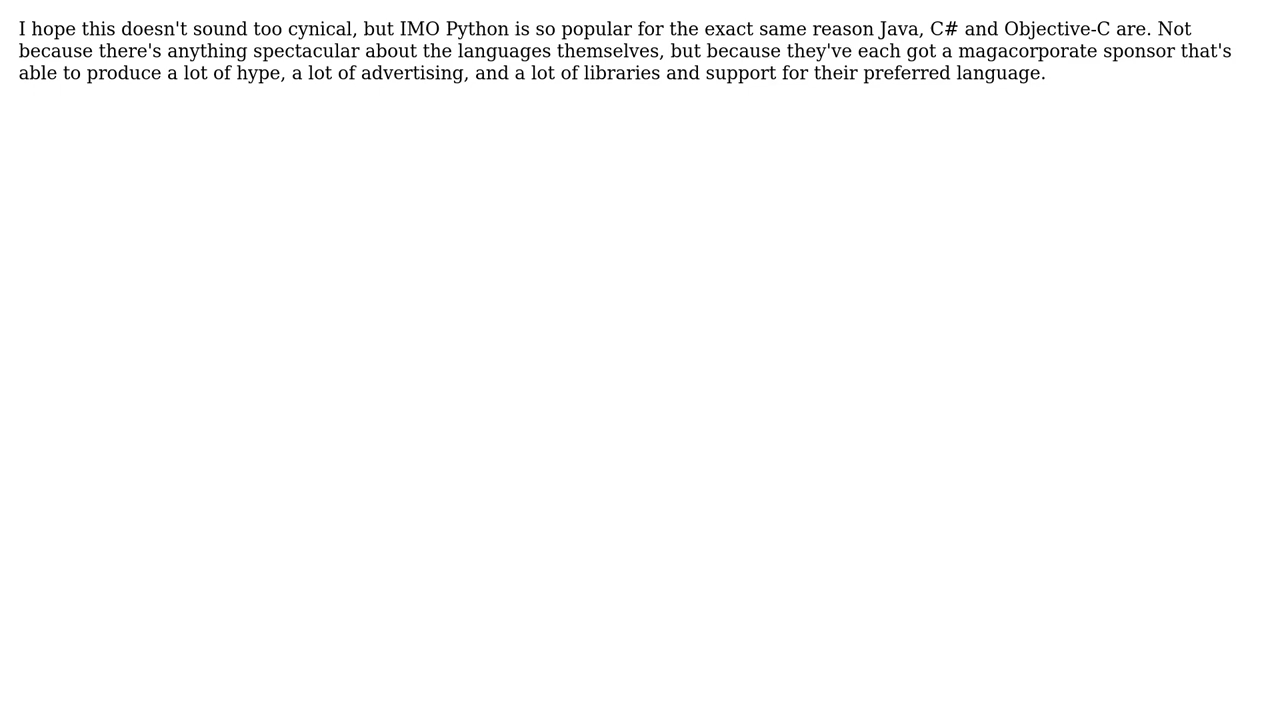 I hope this doesn't sound too cynical, but IMO Python is so popular for the exact same reason Java, C# and Objective-C are. Not
because there's anything spectacular about the languages themselves, but because they've each got a magacorporate sponsor that's
able to produce a lot of hype, a lot of advertising, and a lot of libraries and support for their preferred language.